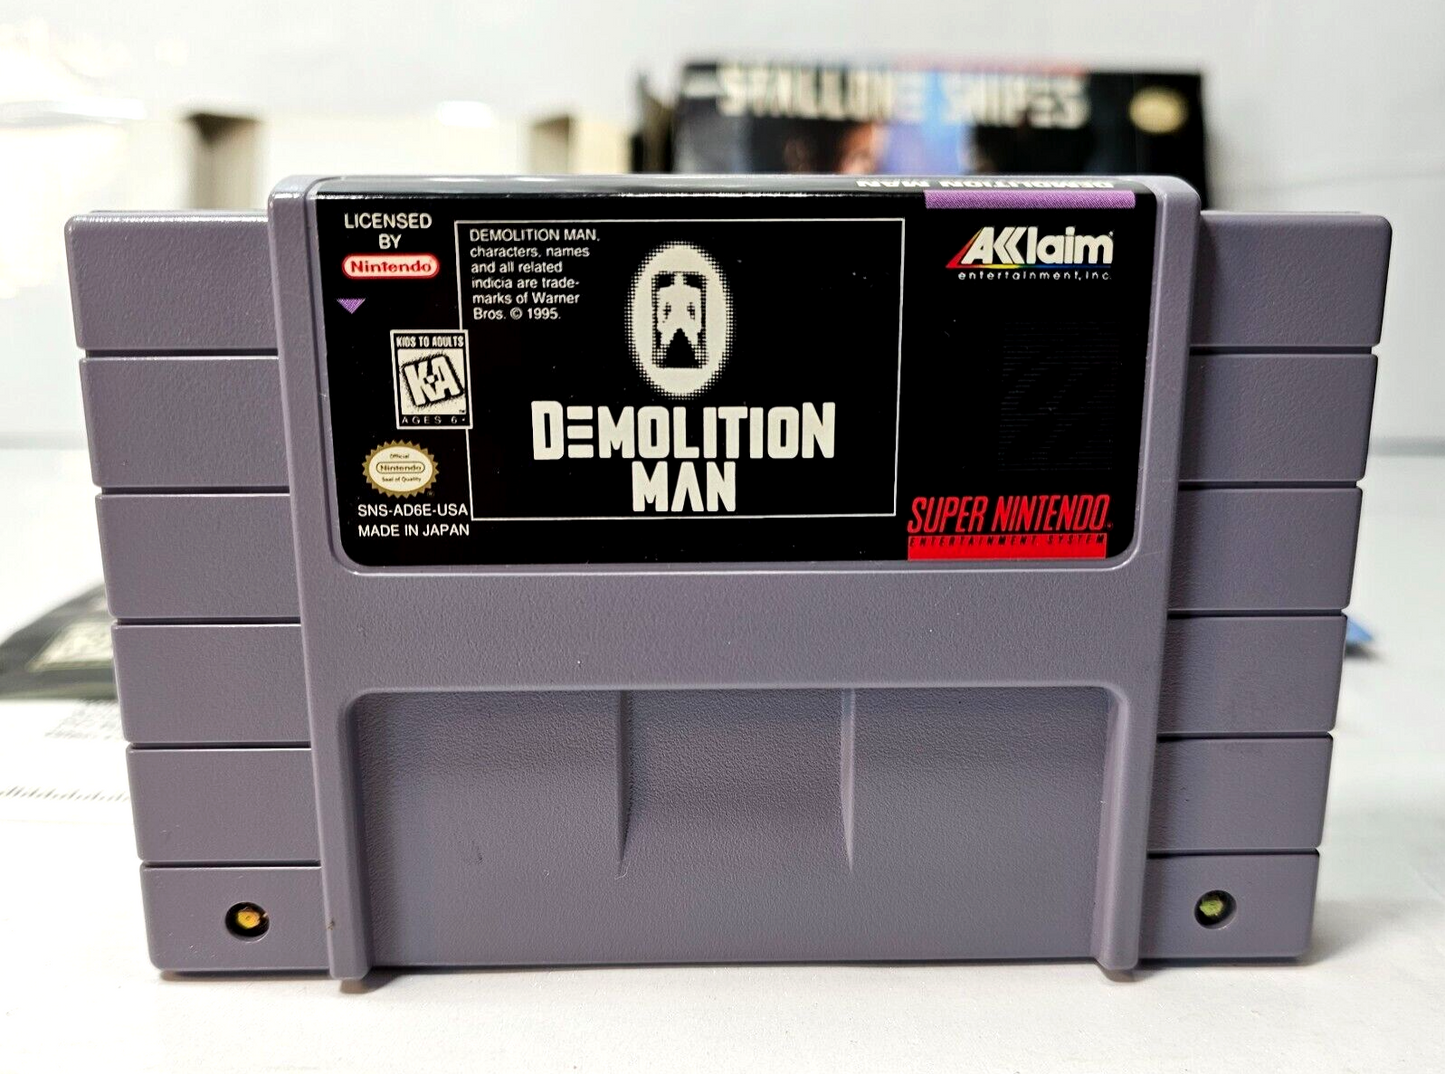 STALLONE SNIPES
DEMOLITION MAN
LICENSED
BY
Nintendo
DEMOLITION MAN,
characters, names
and all related
indicia are trade-
marks of Warner
Bros. © 1995.
AKKlaim
entertainment, inc.
KIDS TO ADULTS
K-A
AGES 6+
DEMOLITION
MAN
Official
Nintendo
Seal of Quality
SNS-AD6E-USA
MADE IN JAPAN
SUPER NINTENDO
ENTERTAINMENT SYSTEM